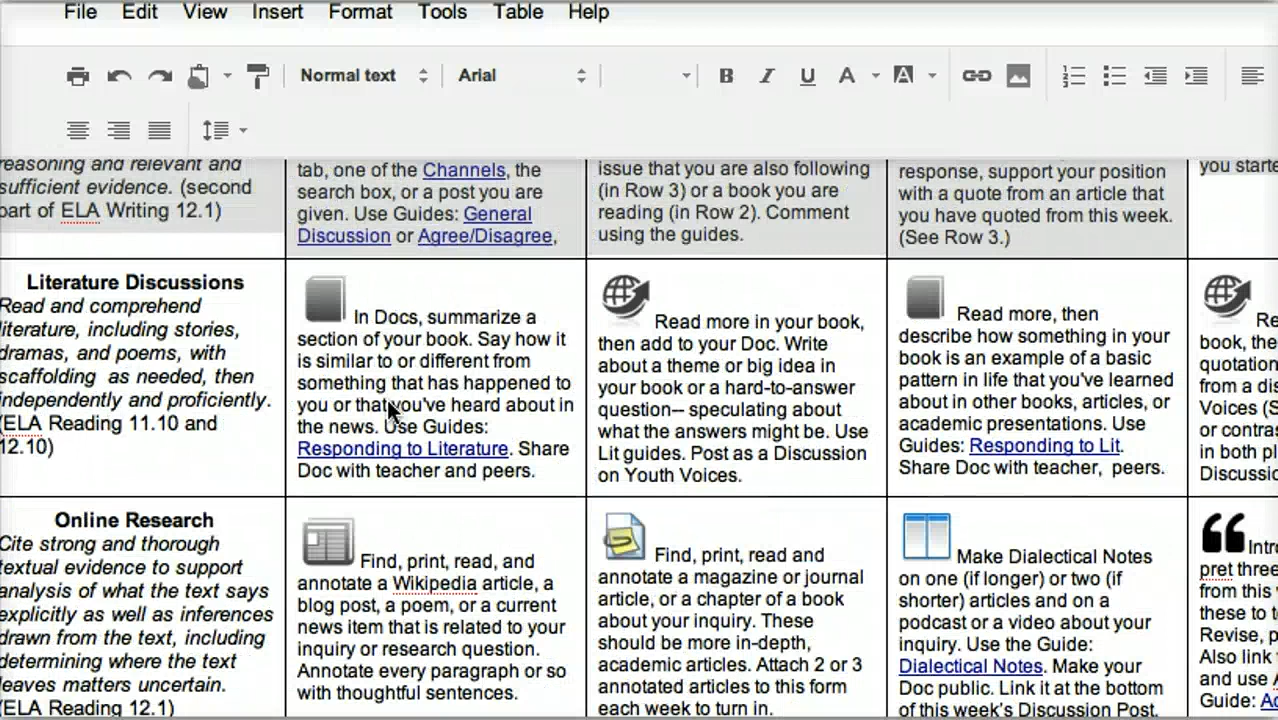 File Edit View Insert Format Tools Table Help
Normal text Arial B I U A A
reasoning and relevant and
sufficient evidence. (second
part of ELA Writing 12.1)
tab, one of the Channels, the
search box, or a post you are
given. Use Guides: General
Discussion or Agree/Disagree,
issue that you are also following
(in Row 3) or a book you are
reading (in Row 2). Comment
using the guides.
response, support your position
with a quote from an article that
you have quoted from this week.
(See Row 3.)
you starte
Literature Discussions
Read and comprehend
literature, including stories,
dramas, and poems, with
scaffolding as needed, then
independently and proficiently.
(ELA Reading 11.10 and
12.10)
In Docs, summarize a
section of your book. Say how it
is similar to or different from
something that has happened to
you or that you've heard about in
the news. Use Guides:
Responding to Literature. Share
Doc with teacher and peers.
Read more in your book,
then add to your Doc. Write
about a theme or big idea in
your book or a hard-to-answer
question-- speculating about
what the answers might be. Use
Lit guides. Post as a Discussion
on Youth Voices.
Read more, then
describe how something in your
book is an example of a basic
pattern in life that you've learned
about in other books, articles, or
academic presentations. Use
Guides: Responding to Lit.
Share Doc with teacher, peers.
Re
book, the
quotation
from a dis
Voices (S
or contras
in both pl
Discussio
Online Research
Cite strong and thorough
textual evidence to support
analysis of what the text says
explicitly as well as inferences
drawn from the text, including
determining where the text
leaves matters uncertain.
(ELA Reading 12.1)
Find, print, read, and
annotate a Wikipedia article, a
blog post, a poem, or a current
news item that is related to your
inquiry or research question.
Annotate every paragraph or so
with thoughtful sentences.
Find, print, read and
annotate a magazine or journal
article, or a chapter of a book
about your inquiry. These
should be more in-depth,
academic articles. Attach 2 or 3
annotated articles to this form
each week to turn in.
Make Dialectical Notes
on one (if longer) or two (if
shorter) articles and on a
podcast or a video about your
inquiry. Use the Guide:
Dialectical Notes. Make your
Doc public. Link it at the bottom
of this week's Discussion Post.
Intr
pret three
from this
these to t
Revise, p
Also link
and use A
Guide: Ac